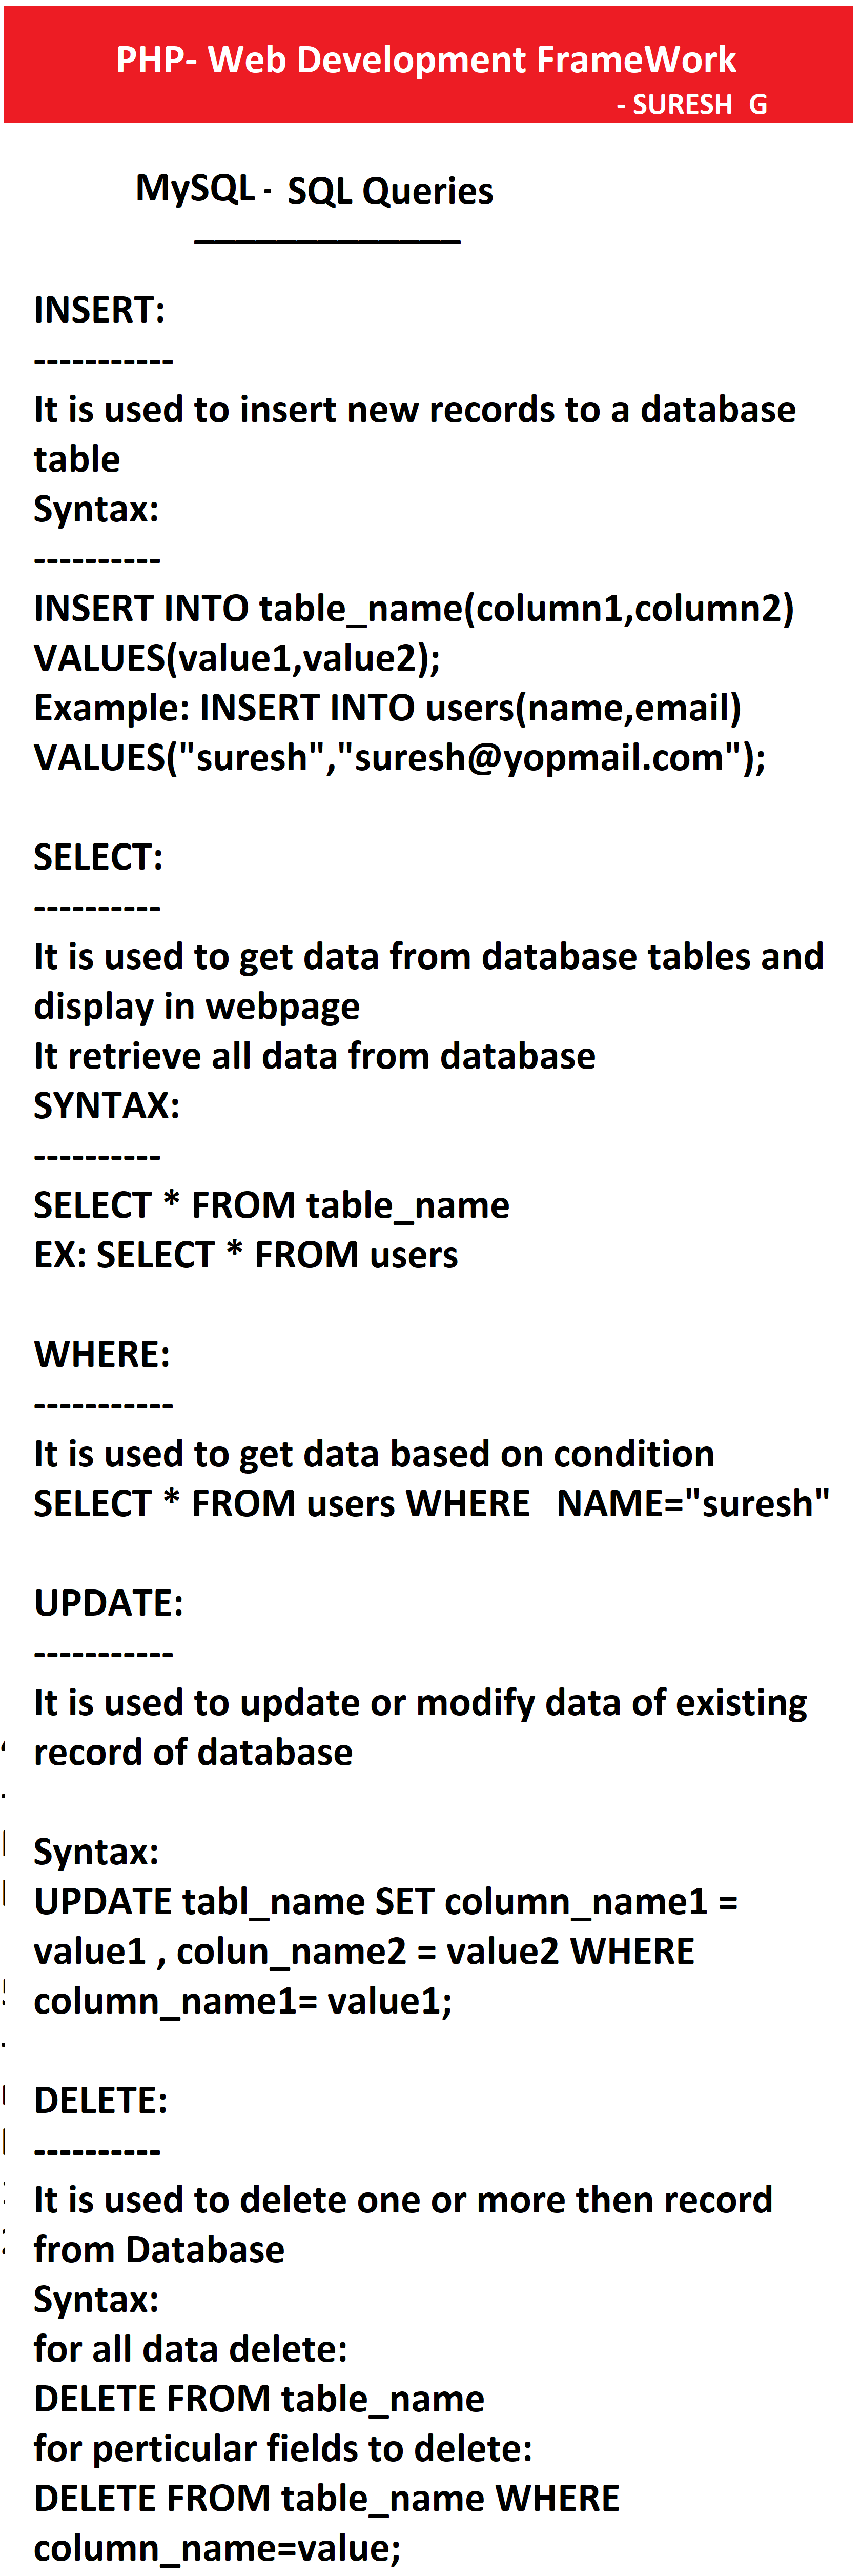 PHP- Web Development FrameWork
- SURESH G
MySQL - SQL Queries
_____________
INSERT:
-----------
It is used to insert new records to a database
table
Syntax:
----------
INSERT INTO table_name(column1,column2)
VALUES(value1,value2);
Example: INSERT INTO users(name,email)
VALUES("suresh","suresh@yopmail.com");
SELECT:
----------
It is used to get data from database tables and
display in webpage
It retrieve all data from database
SYNTAX:
----------
SELECT * FROM table_name
EX: SELECT * FROM users
WHERE:
-----------
It is used to get data based on condition
SELECT * FROM users WHERE   NAME="suresh"
UPDATE:
-----------
It is used to update or modify data of existing
record of database
Syntax:
UPDATE tabl_name SET column_name1 =
value1 , colun_name2 = value2 WHERE
column_name1= value1;
DELETE:
----------
It is used to delete one or more then record
from Database
Syntax:
for all data delete:
DELETE FROM table_name
for perticular fields to delete:
DELETE FROM table_name WHERE
column_name=value;